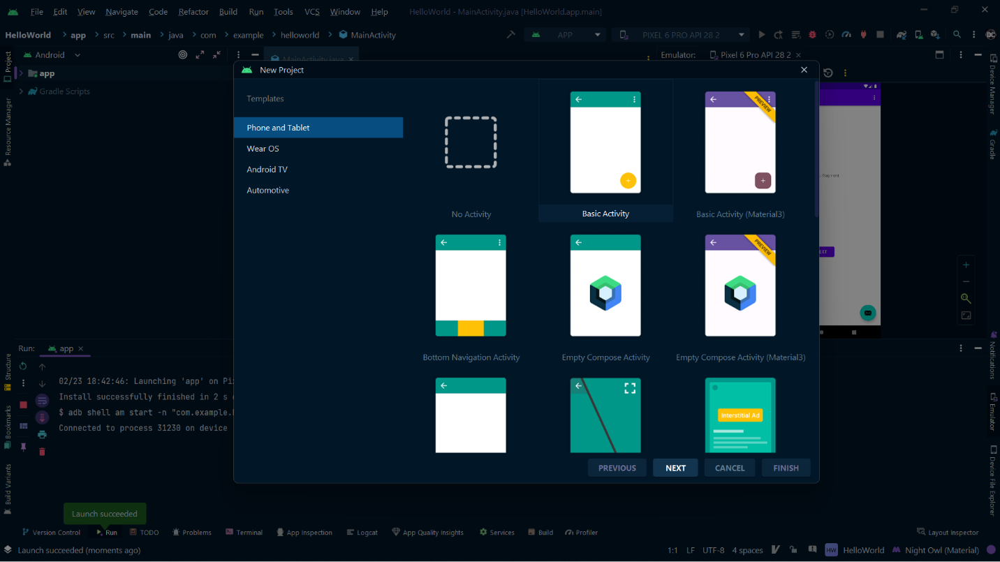 File Edit View Navigate Code Refactor Build Run Tools VCS Window Help HelloWorld - MainActivity.java [HelloWorld.app.main]
HelloWorld app src main java com example helloworld MainActivity APP PIXEL 6 PRO API 28 2 DC
Project
Resource Manager
Structure
Bookmarks
Build Variants
Android
app
Gradle Scripts
MainActivity.java
Emulator: Pixel 6 Pro API 28 2
New Project
Templates
Phone and Tablet
Wear OS
Android TV
Automotive
No Activity
Basic Activity
PREVIEW
Basic Activity (Material3)
Bottom Navigation Activity
Empty Compose Activity
PREVIEW
Empty Compose Activity (Material3)
Interstitial Ad
PREVIOUS NEXT CANCEL FINISH
EXT
Device Manager
Gradle
Notifications
Emulator
Device File Explorer
Run: app
02/23 18:42:46: Launching 'app' on Pi
Install successfully finished in 2 s
$ adb shell am start -n "com.example.
Connected to process 31230 on device
Launch succeeded
Version Control Run TODO Problems Terminal App Inspection Logcat App Quality Insights Services Build Profiler Layout Inspector
Launch succeeded (moments ago) 1:1 LF UTF-8 4 spaces HW HelloWorld Night Owl (Material)